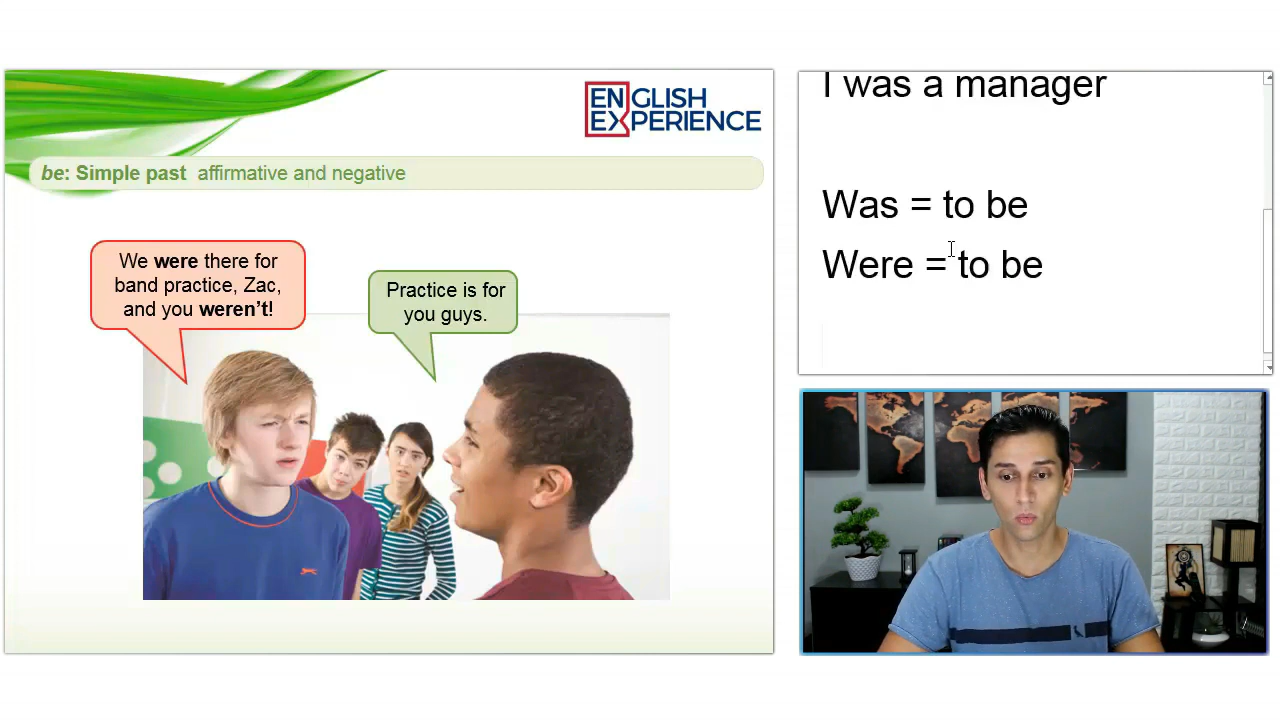 ENGLISH
EXPERIENCE
be: Simple past affirmative and negative
We were there for
band practice, Zac,
and you weren't!
Practice is for
you guys.
I was a manager
Was = to be
Were = to be